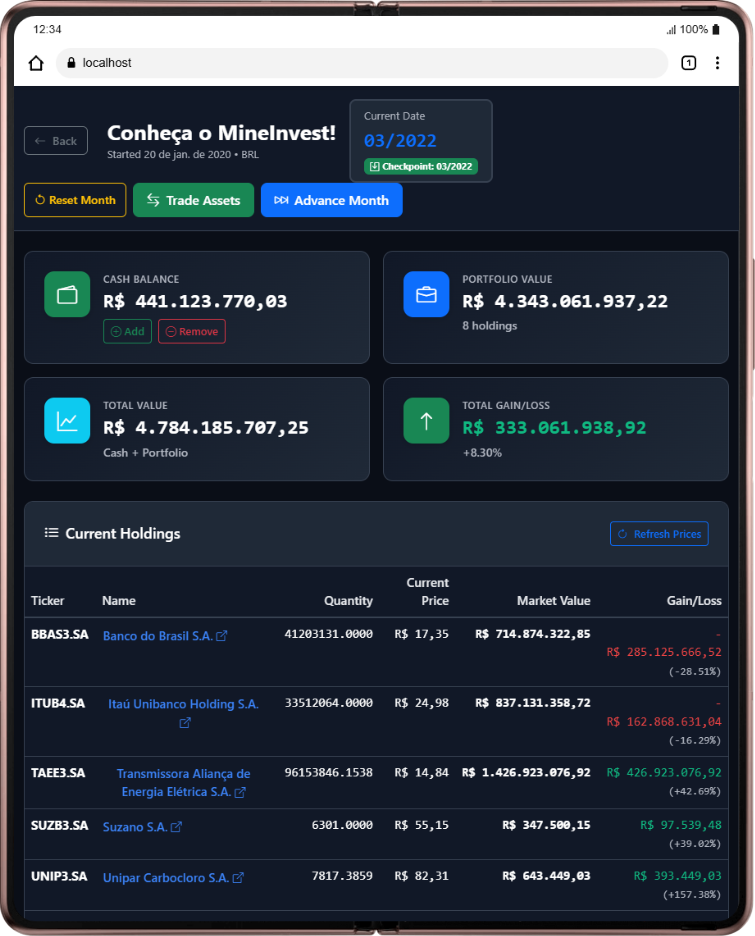 12:34
100%
localhost
1
Back
Conheça o MineInvest!
Started 20 de jan. de 2020 • BRL
Current Date
03/2022
Checkpoint: 03/2022
Reset Month
Trade Assets
Advance Month
CASH BALANCE
R$ 441.123.770,03
Add
Remove
PORTFOLIO VALUE
R$ 4.343.061.937,22
8 holdings
TOTAL VALUE
R$ 4.784.185.707,25
Cash + Portfolio
TOTAL GAIN/LOSS
R$ 333.061.938,92
+8.30%
Current Holdings
Refresh Prices
Ticker Name Quantity Current Price Market Value Gain/Loss
BBAS3.SA Banco do Brasil S.A. 41203131.0000 R$ 17,35 R$ 714.874.322,85 -
R$ 285.125.666,52
(-28.51%)
ITUB4.SA Itaú Unibanco Holding S.A. 33512064.0000 R$ 24,98 R$ 837.131.358,72 -
R$ 162.868.631,04
(-16.29%)
TAEE3.SA Transmissora Aliança de Energia Elétrica S.A. 96153846.1538 R$ 14,84 R$ 1.426.923.076,92 R$ 426.923.076,92
(+42.69%)
SUZB3.SA Suzano S.A. 6301.0000 R$ 55,15 R$ 347.500,15 R$ 97.539,48
(+39.02%)
UNIP3.SA Unipar Carbocloro S.A. 7817.3859 R$ 82,31 R$ 643.449,03 R$ 393.449,03
(+157.38%)